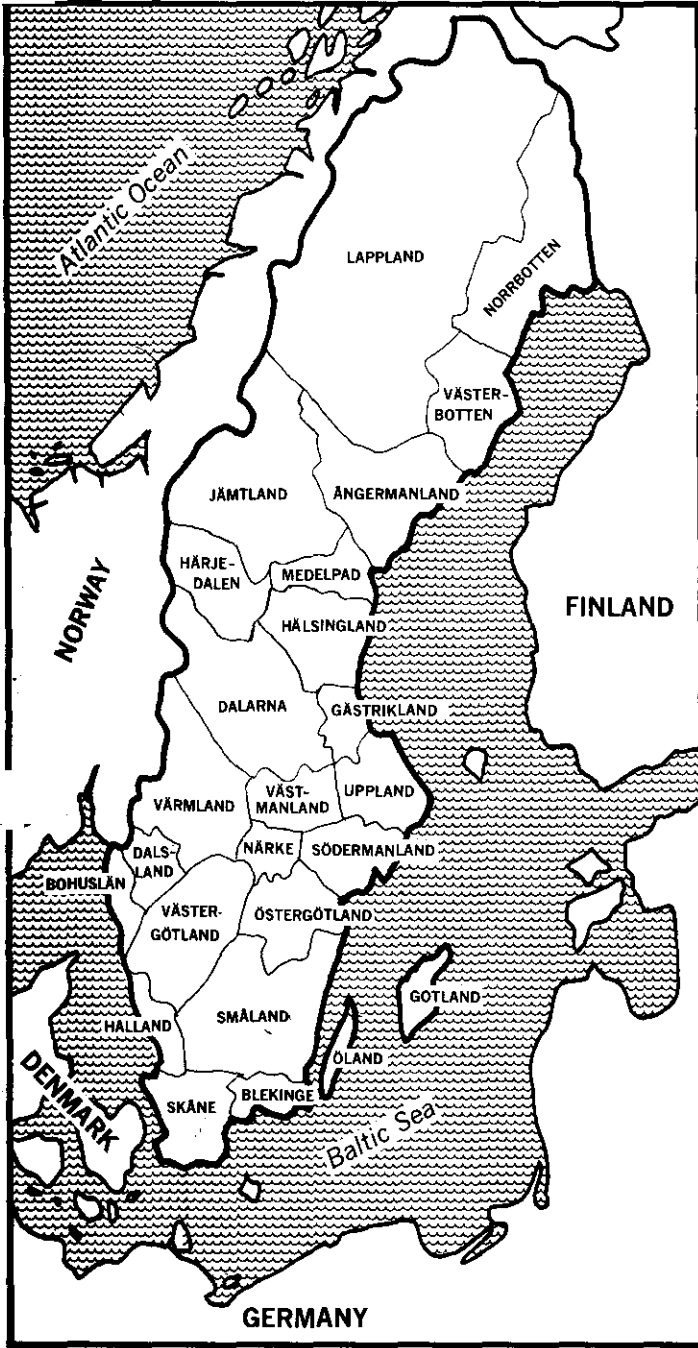 Atlantic Ocean
LAPPLAND
NORRBOTTEN
VÄSTER-
BOTTEN
JÄMTLAND
ÅNGERMANLAND
HÄRJE-
DALEN
MEDELPAD
NORWAY
FINLAND
HÄLSINGLAND
DALARNA
GÄSTRIKLAND
VÄRMLAND
VÄST-
MANLAND
UPPLAND
DALS-
LAND
NÄRKE
SÖDERMANLAND
BOHUSLÄN
VÄSTER-
GÖTLAND
ÖSTERGÖTLAND
GOTLAND
HALLAND
SMÅLAND
ÖLAND
DENMARK
SKÅNE
BLEKINGE
Baltic Sea
GERMANY